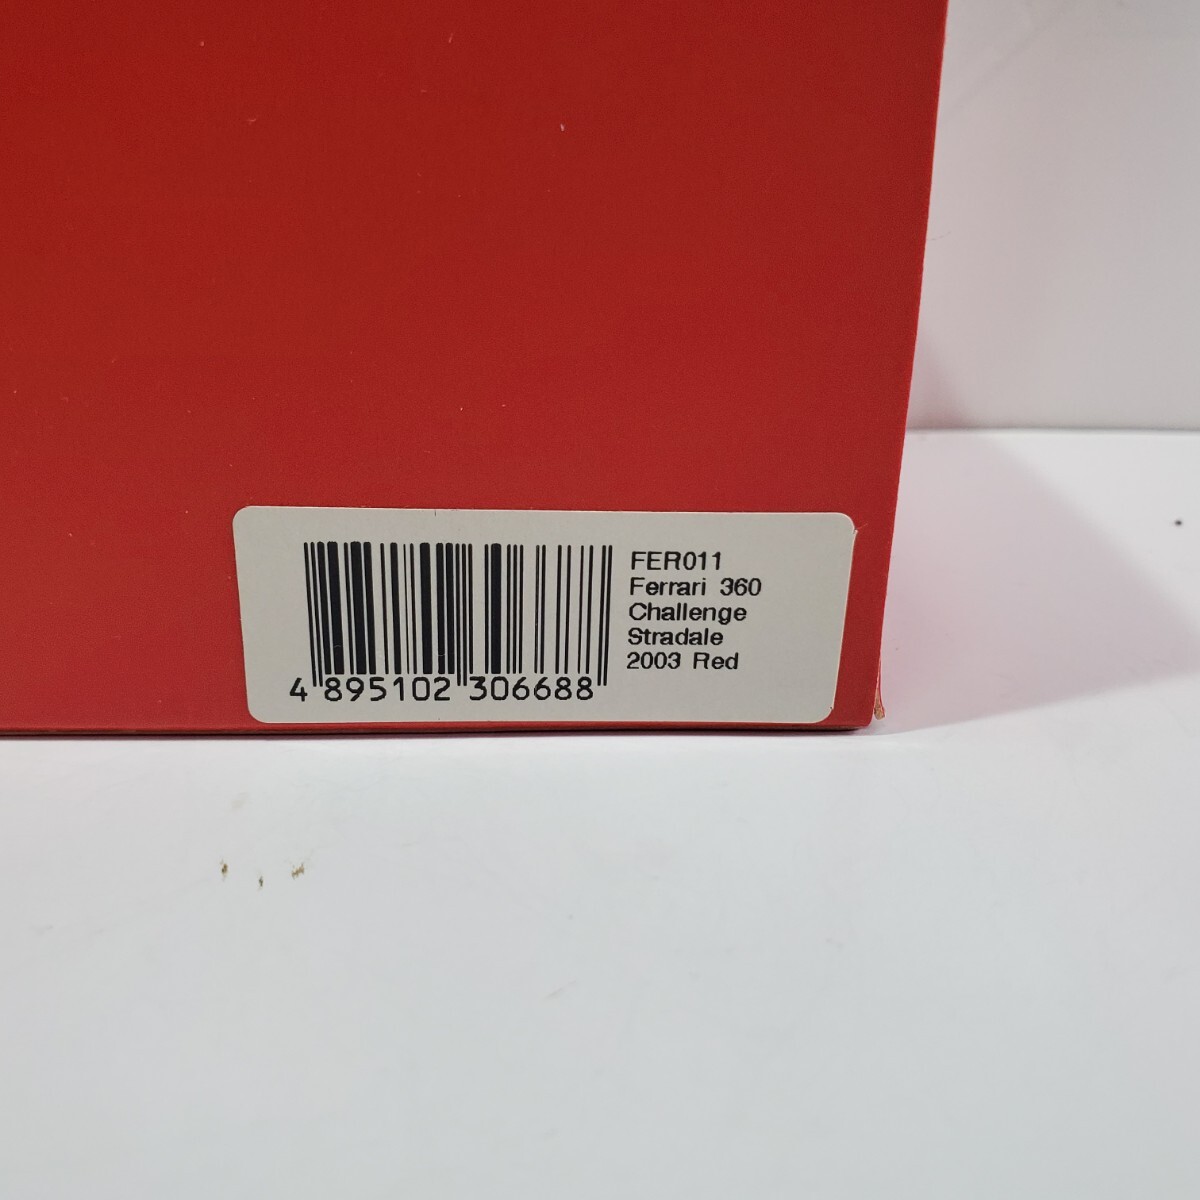 FER011
Ferrari 360
Challenge
Stradale
2003 Red
4 895102 306688